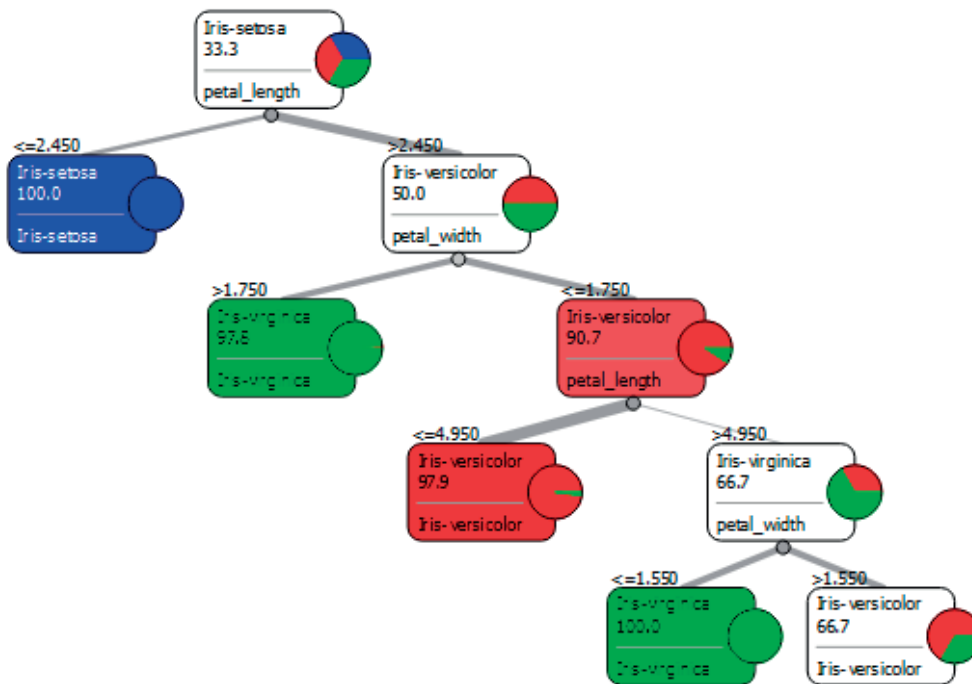 Iris-setosa
33.3
petal_length
<=2.450
>2.450
Iris-setosa
100.0
Iris-setosa
Iris-versicolor
50.0
petal_width
>1.750
<=1.750
Iris-virginica
97.8
Iris-virginica
Iris-versicolor
90.7
petal_length
<=4.950
>4.950
Iris-versicolor
97.9
Iris-versicolor
Iris-virginica
66.7
petal_width
<=1.550
>1.550
Iris-virginica
100.0
Iris-virginica
Iris-versicolor
66.7
Iris-versicolor